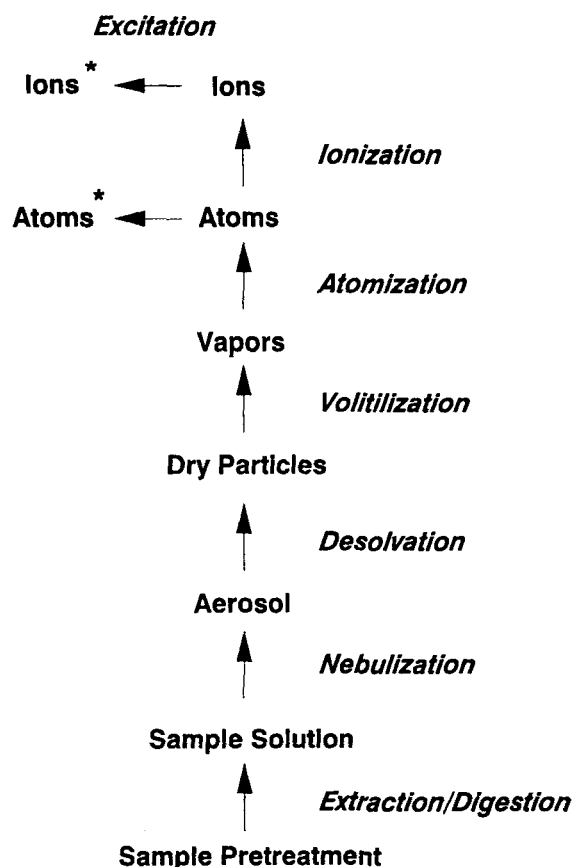 Excitation
Ions* Ions
Ionization
Atoms* Atoms
Atomization
Vapors
Volitilization
Dry Particles
Desolvation
Aerosol
Nebulization
Sample Solution
Extraction/Digestion
Sample Pretreatment